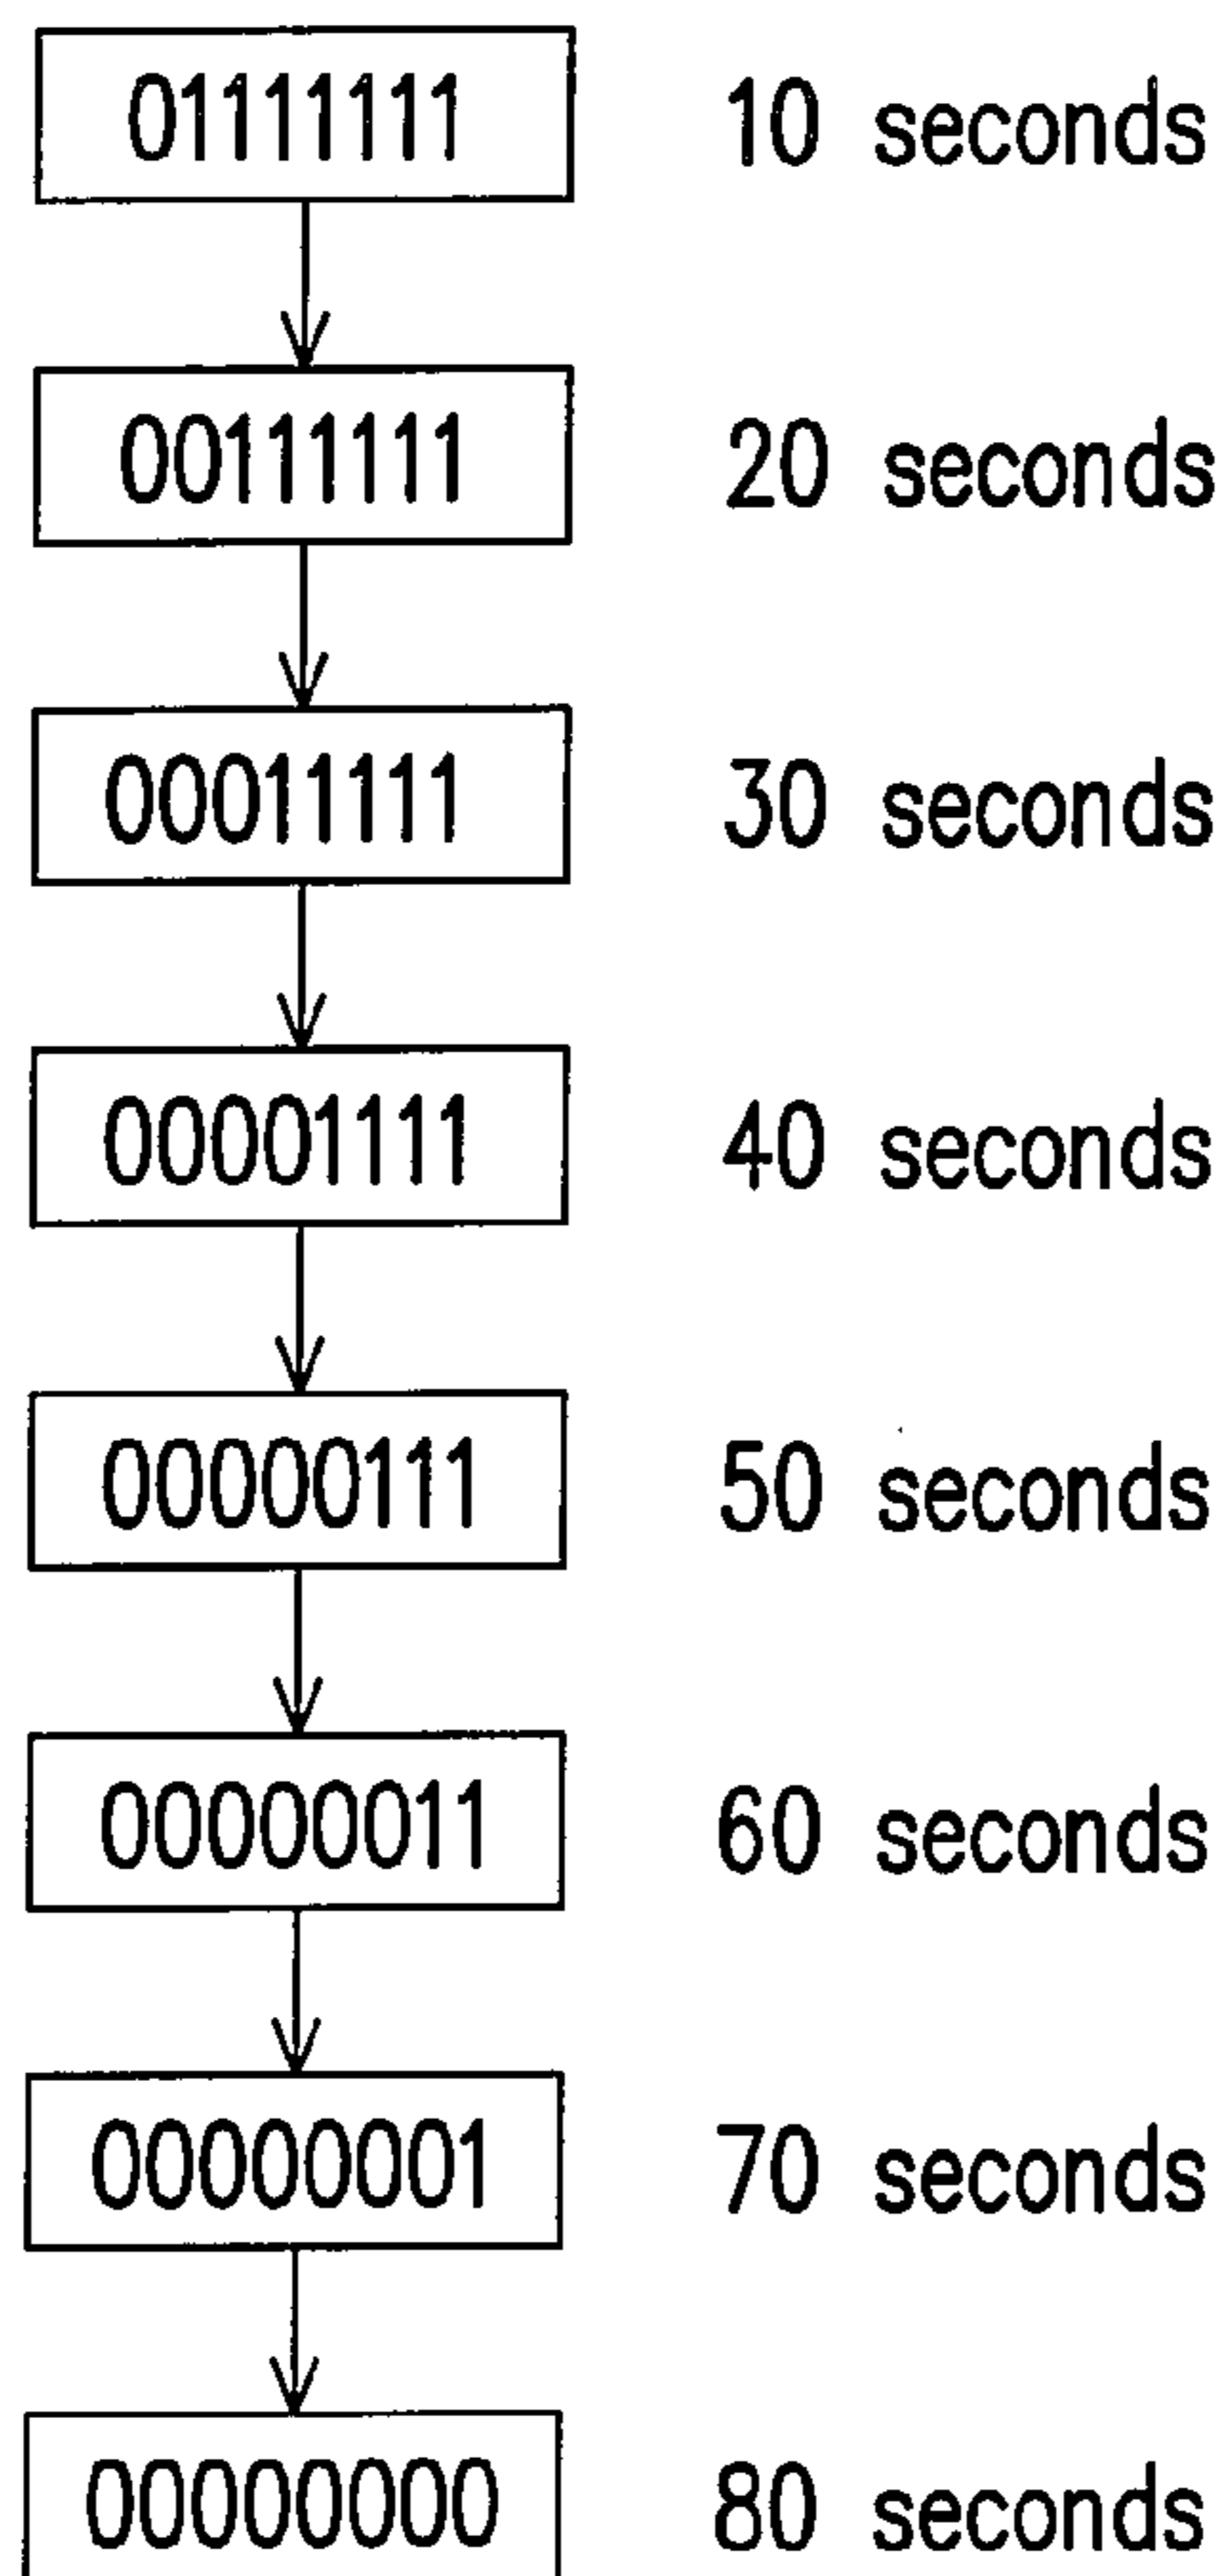 01111111 10 seconds
00111111 20 seconds
00011111 30 seconds
00001111 40 seconds
00000111 50 seconds
00000011 60 seconds
00000001 70 seconds
00000000 80 seconds